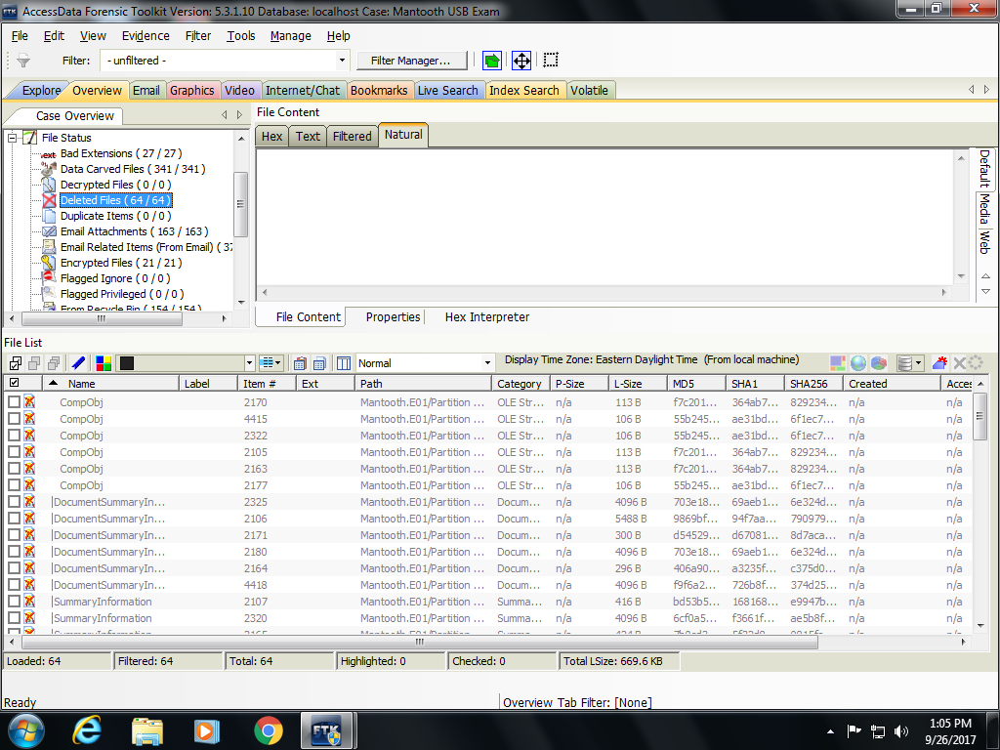 AccessData Forensic Toolkit Version: 5.3.1.10 Database: localhost Case: Mantooth USB Exam
File Edit View Evidence Filter Tools Manage Help
Filter: - unfiltered - Filter Manager...
Explore Overview Email Graphics Video Internet/Chat Bookmarks Live Search Index Search Volatile
Case Overview
File Status
Bad Extensions ( 27 / 27 )
Data Carved Files ( 341 / 341 )
Decrypted Files ( 0 / 0 )
Deleted Files ( 64 / 64 )
Duplicate Items ( 0 / 0 )
Email Attachments ( 163 / 163 )
Email Related Items (From Email) ( 37
Encrypted Files ( 21 / 21 )
Flagged Ignore ( 0 / 0 )
Flagged Privileged ( 0 / 0 )
From Recycle Bin ( 154 / 154 )
File Content
Hex Text Filtered Natural
Default Media Web
File Content Properties Hex Interpreter
File List
Normal Display Time Zone: Eastern Daylight Time (From local machine)
Name Label Item # Ext Path Category P-Size L-Size MD5 SHA1 SHA256 Created Acces
CompObj 2170 Mantooth.E01/Partition ... OLE Str... n/a 113 B f7c201... 364ab7... 829234... n/a n/a
CompObj 4415 Mantooth.E01/Partition ... OLE Str... n/a 106 B 55b245... ae31bd... 6f1ec7... n/a n/a
CompObj 2322 Mantooth.E01/Partition ... OLE Str... n/a 106 B 55b245... ae31bd... 6f1ec7... n/a n/a
CompObj 2105 Mantooth.E01/Partition ... OLE Str... n/a 113 B f7c201... 364ab7... 829234... n/a n/a
CompObj 2163 Mantooth.E01/Partition ... OLE Str... n/a 113 B f7c201... 364ab7... 829234... n/a n/a
CompObj 2177 Mantooth.E01/Partition ... OLE Str... n/a 106 B 55b245... ae31bd... 6f1ec7... n/a n/a
|DocumentSummaryIn... 2325 Mantooth.E01/Partition ... Docum... n/a 4096 B 703e18... 69aeb1... 6e324d... n/a n/a
|DocumentSummaryIn... 2106 Mantooth.E01/Partition ... Docum... n/a 5488 B 9869bf... 94f7aa... 790979... n/a n/a
|DocumentSummaryIn... 2171 Mantooth.E01/Partition ... Docum... n/a 300 B d54529... d67081... 8d7aca... n/a n/a
|DocumentSummaryIn... 2180 Mantooth.E01/Partition ... Docum... n/a 4096 B 703e18... 69aeb1... 6e324d... n/a n/a
|DocumentSummaryIn... 2164 Mantooth.E01/Partition ... Docum... n/a 296 B 406a90... a3235f... c375d0... n/a n/a
|DocumentSummaryIn... 4418 Mantooth.E01/Partition ... Docum... n/a 4096 B f9f6a2... 726b8f... 374d25... n/a n/a
|SummaryInformation 2107 Mantooth.E01/Partition ... Summa... n/a 416 B bd53b5... 168168... e9947b... n/a n/a
|SummaryInformation 2320 Mantooth.E01/Partition ... Summa... n/a 4096 B 6cf0a5... f3661f... ae5b8f... n/a n/a
Loaded: 64 Filtered: 64 Total: 64 Highlighted: 0 Checked: 0 Total LSize: 669.6 KB
Ready Overview Tab Filter: [None]
FTK
1:05 PM
9/26/2017